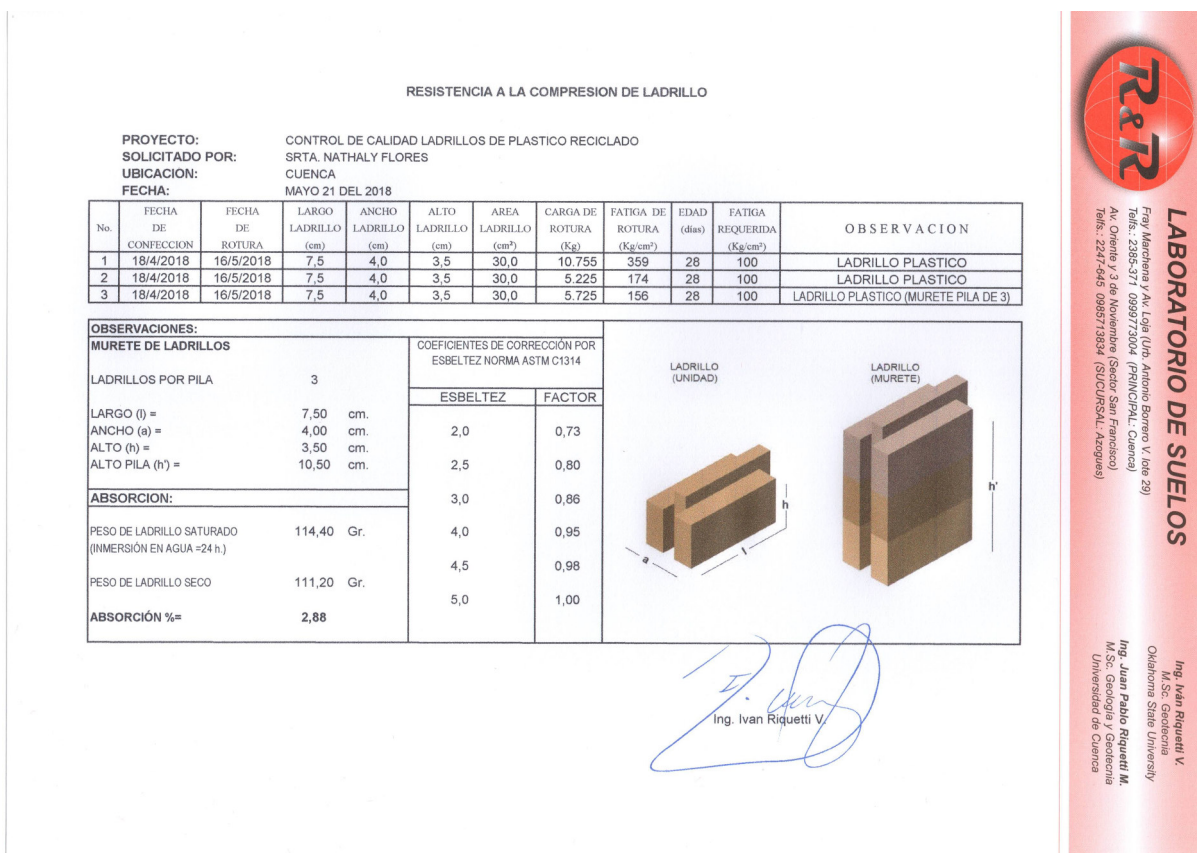 RESISTENCIA A LA COMPRESION DE LADRILLO
PROYECTO: CONTROL DE CALIDAD LADRILLOS DE PLASTICO RECICLADO
SOLICITADO POR: SRTA. NATHALY FLORES
UBICACION: CUENCA
FECHA: MAYO 21 DEL 2018
No. FECHA DE CONFECCION FECHA DE ROTURA LARGO LADRILLO (cm) ANCHO LADRILLO (cm) ALTO LADRILLO (cm) AREA LADRILLO (cm²) CARGA DE ROTURA (Kg) FATIGA DE ROTURA (Kg/cm²) EDAD (días) FATIGA REQUERIDA (Kg/cm²) OBSERVACION
1 18/4/2018 16/5/2018 7,5 4,0 3,5 30,0 10.755 359 28 100 LADRILLO PLASTICO
2 18/4/2018 16/5/2018 7,5 4,0 3,5 30,0 5.225 174 28 100 LADRILLO PLASTICO
3 18/4/2018 16/5/2018 7,5 4,0 3,5 30,0 5.725 156 28 100 LADRILLO PLASTICO (MURETE PILA DE 3)
OBSERVACIONES:
MURETE DE LADRILLOS
LADRILLOS POR PILA 3
LARGO (l) = 7,50 cm.
ANCHO (a) = 4,00 cm.
ALTO (h) = 3,50 cm.
ALTO PILA (h') = 10,50 cm.
ABSORCION:
PESO DE LADRILLO SATURADO 114,40 Gr.
(INMERSIÓN EN AGUA =24 h.)
PESO DE LADRILLO SECO 111,20 Gr.
ABSORCIÓN %= 2,88
COEFICIENTES DE CORRECCIÓN POR
ESBELTEZ NORMA ASTM C1314
ESBELTEZ FACTOR
2,0 0,73
2,5 0,80
3,0 0,86
4,0 0,95
4,5 0,98
5,0 1,00
LADRILLO
(UNIDAD)
h
a
l
LADRILLO
(MURETE)
h'
Ing. Ivan Riquetti V.
R&R
LABORATORIO DE SUELOS
Fray Marchena y Av. Loja (Urb. Antonio Borrero V. lote 29)
Telfs.: 2385-371 0999773004 (PRINCIPAL: Cuenca)
Av. Oriente y 3 de Noviembre (Sector San Francisco)
Telfs.: 2247-645 0985713834 (SUCURSAL: Azogues)
Ing. Iván Riquetti V.
M.Sc. Geotecnia
Oklahoma State University
Ing. Juan Pablo Riquetti M.
M.Sc. Geología y Geotecnia
Universidad de Cuenca